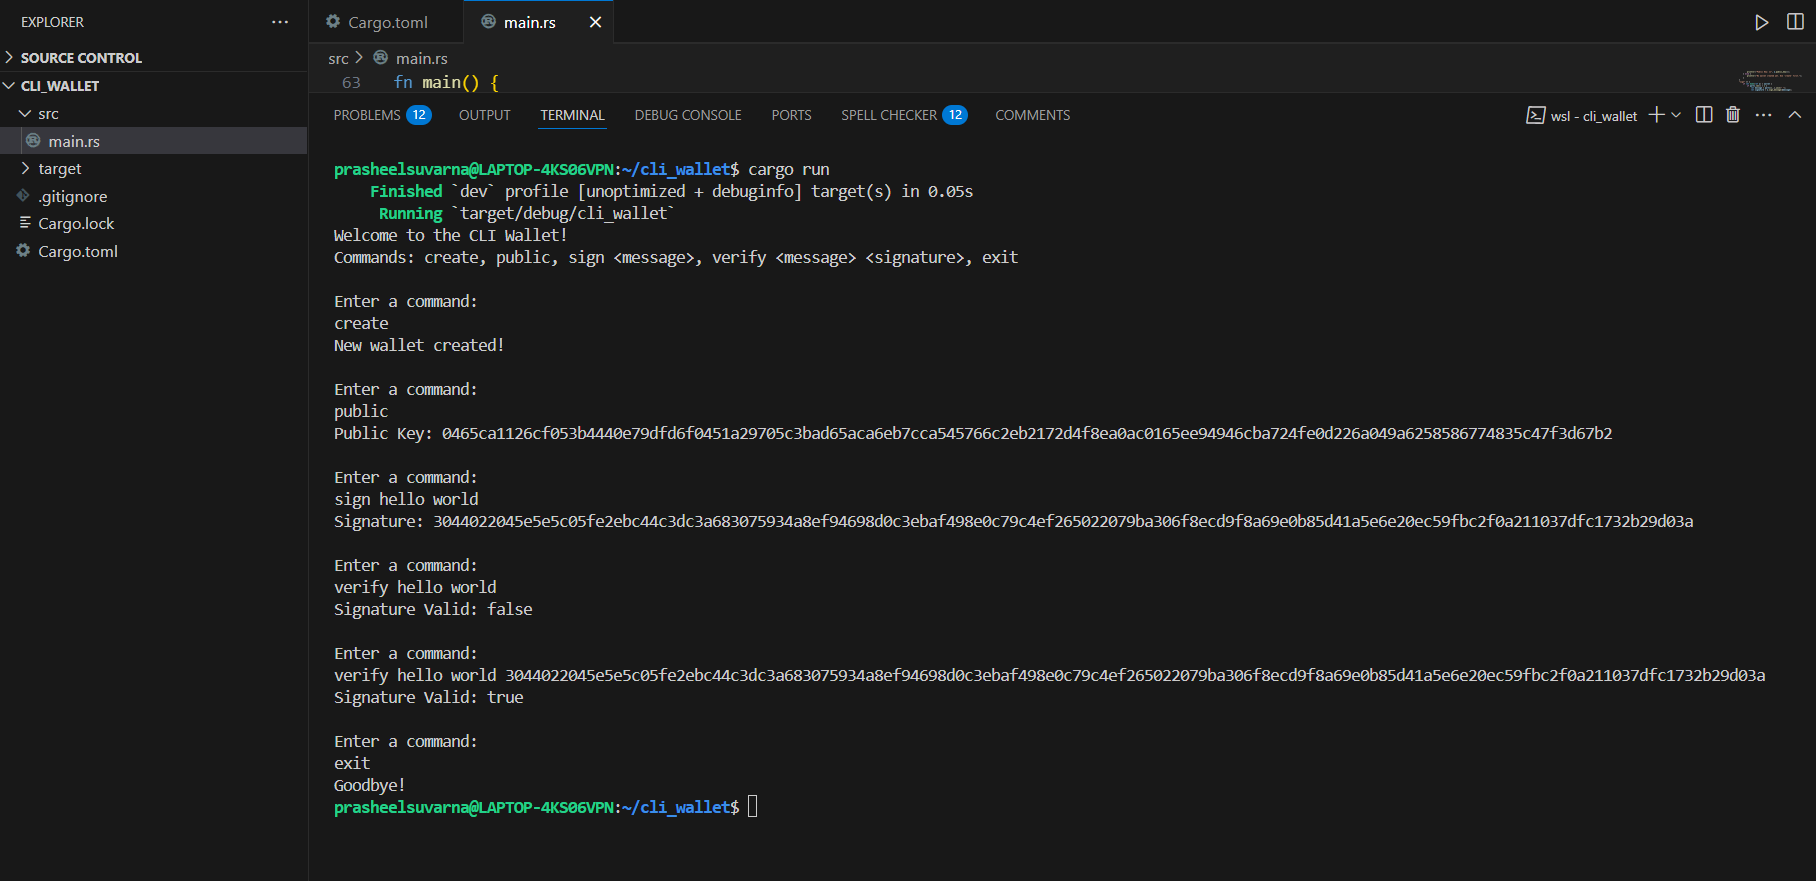 EXPLORER
SOURCE CONTROL
CLI_WALLET
src
main.rs
target
.gitignore
Cargo.lock
Cargo.toml
Cargo.toml
main.rs
src > main.rs
63 fn main() {
PROBLEMS 12 OUTPUT TERMINAL DEBUG CONSOLE PORTS SPELL CHECKER 12 COMMENTS
wsl - cli_wallet
prasheelsuvarna@LAPTOP-4KS06VPN:~/cli_wallet$ cargo run
Finished `dev` profile [unoptimized + debuginfo] target(s) in 0.05s
Running `target/debug/cli_wallet`
Welcome to the CLI Wallet!
Commands: create, public, sign <message>, verify <message> <signature>, exit
Enter a command:
create
New wallet created!
Enter a command:
public
Public Key: 0465ca1126cf053b4440e79dfd6f0451a29705c3bad65aca6eb7cca545766c2eb2172d4f8ea0ac0165ee94946cba724fe0d226a049a6258586774835c47f3d67b2
Enter a command:
sign hello world
Signature: 3044022045e5e5c05fe2ebc44c3dc3a683075934a8ef94698d0c3ebaf498e0c79c4ef265022079ba306f8ecd9f8a69e0b85d41a5e6e20ec59fbc2f0a211037dfc1732b29d03a
Enter a command:
verify hello world
Signature Valid: false
Enter a command:
verify hello world 3044022045e5e5c05fe2ebc44c3dc3a683075934a8ef94698d0c3ebaf498e0c79c4ef265022079ba306f8ecd9f8a69e0b85d41a5e6e20ec59fbc2f0a211037dfc1732b29d03a
Signature Valid: true
Enter a command:
exit
Goodbye!
prasheelsuvarna@LAPTOP-4KS06VPN:~/cli_wallet$